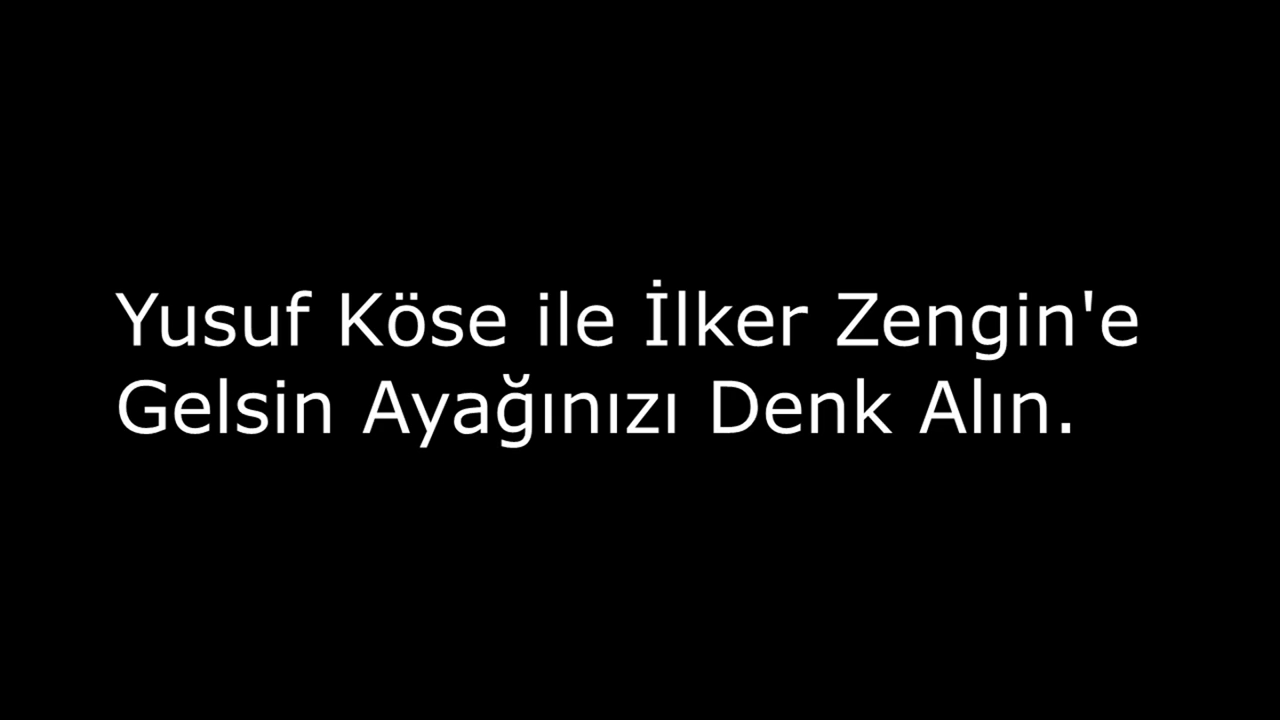 Yusuf Köse ile İlker Zengin'e
Gelsin Ayağınızı Denk Alın.